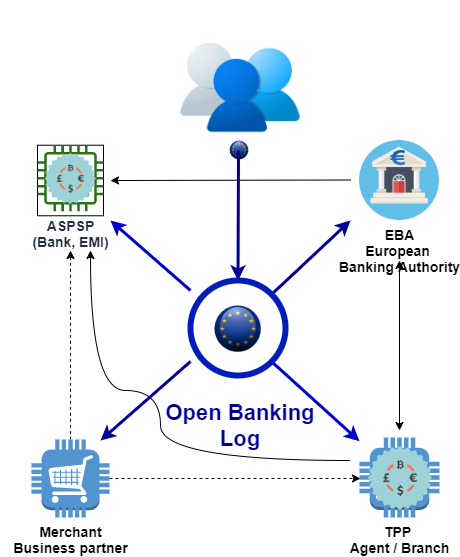 ASPSP
(Bank, EMI)
EBA
European
Banking Authority
Open Banking
Log
Merchant
Business partner
TPP
Agent / Branch